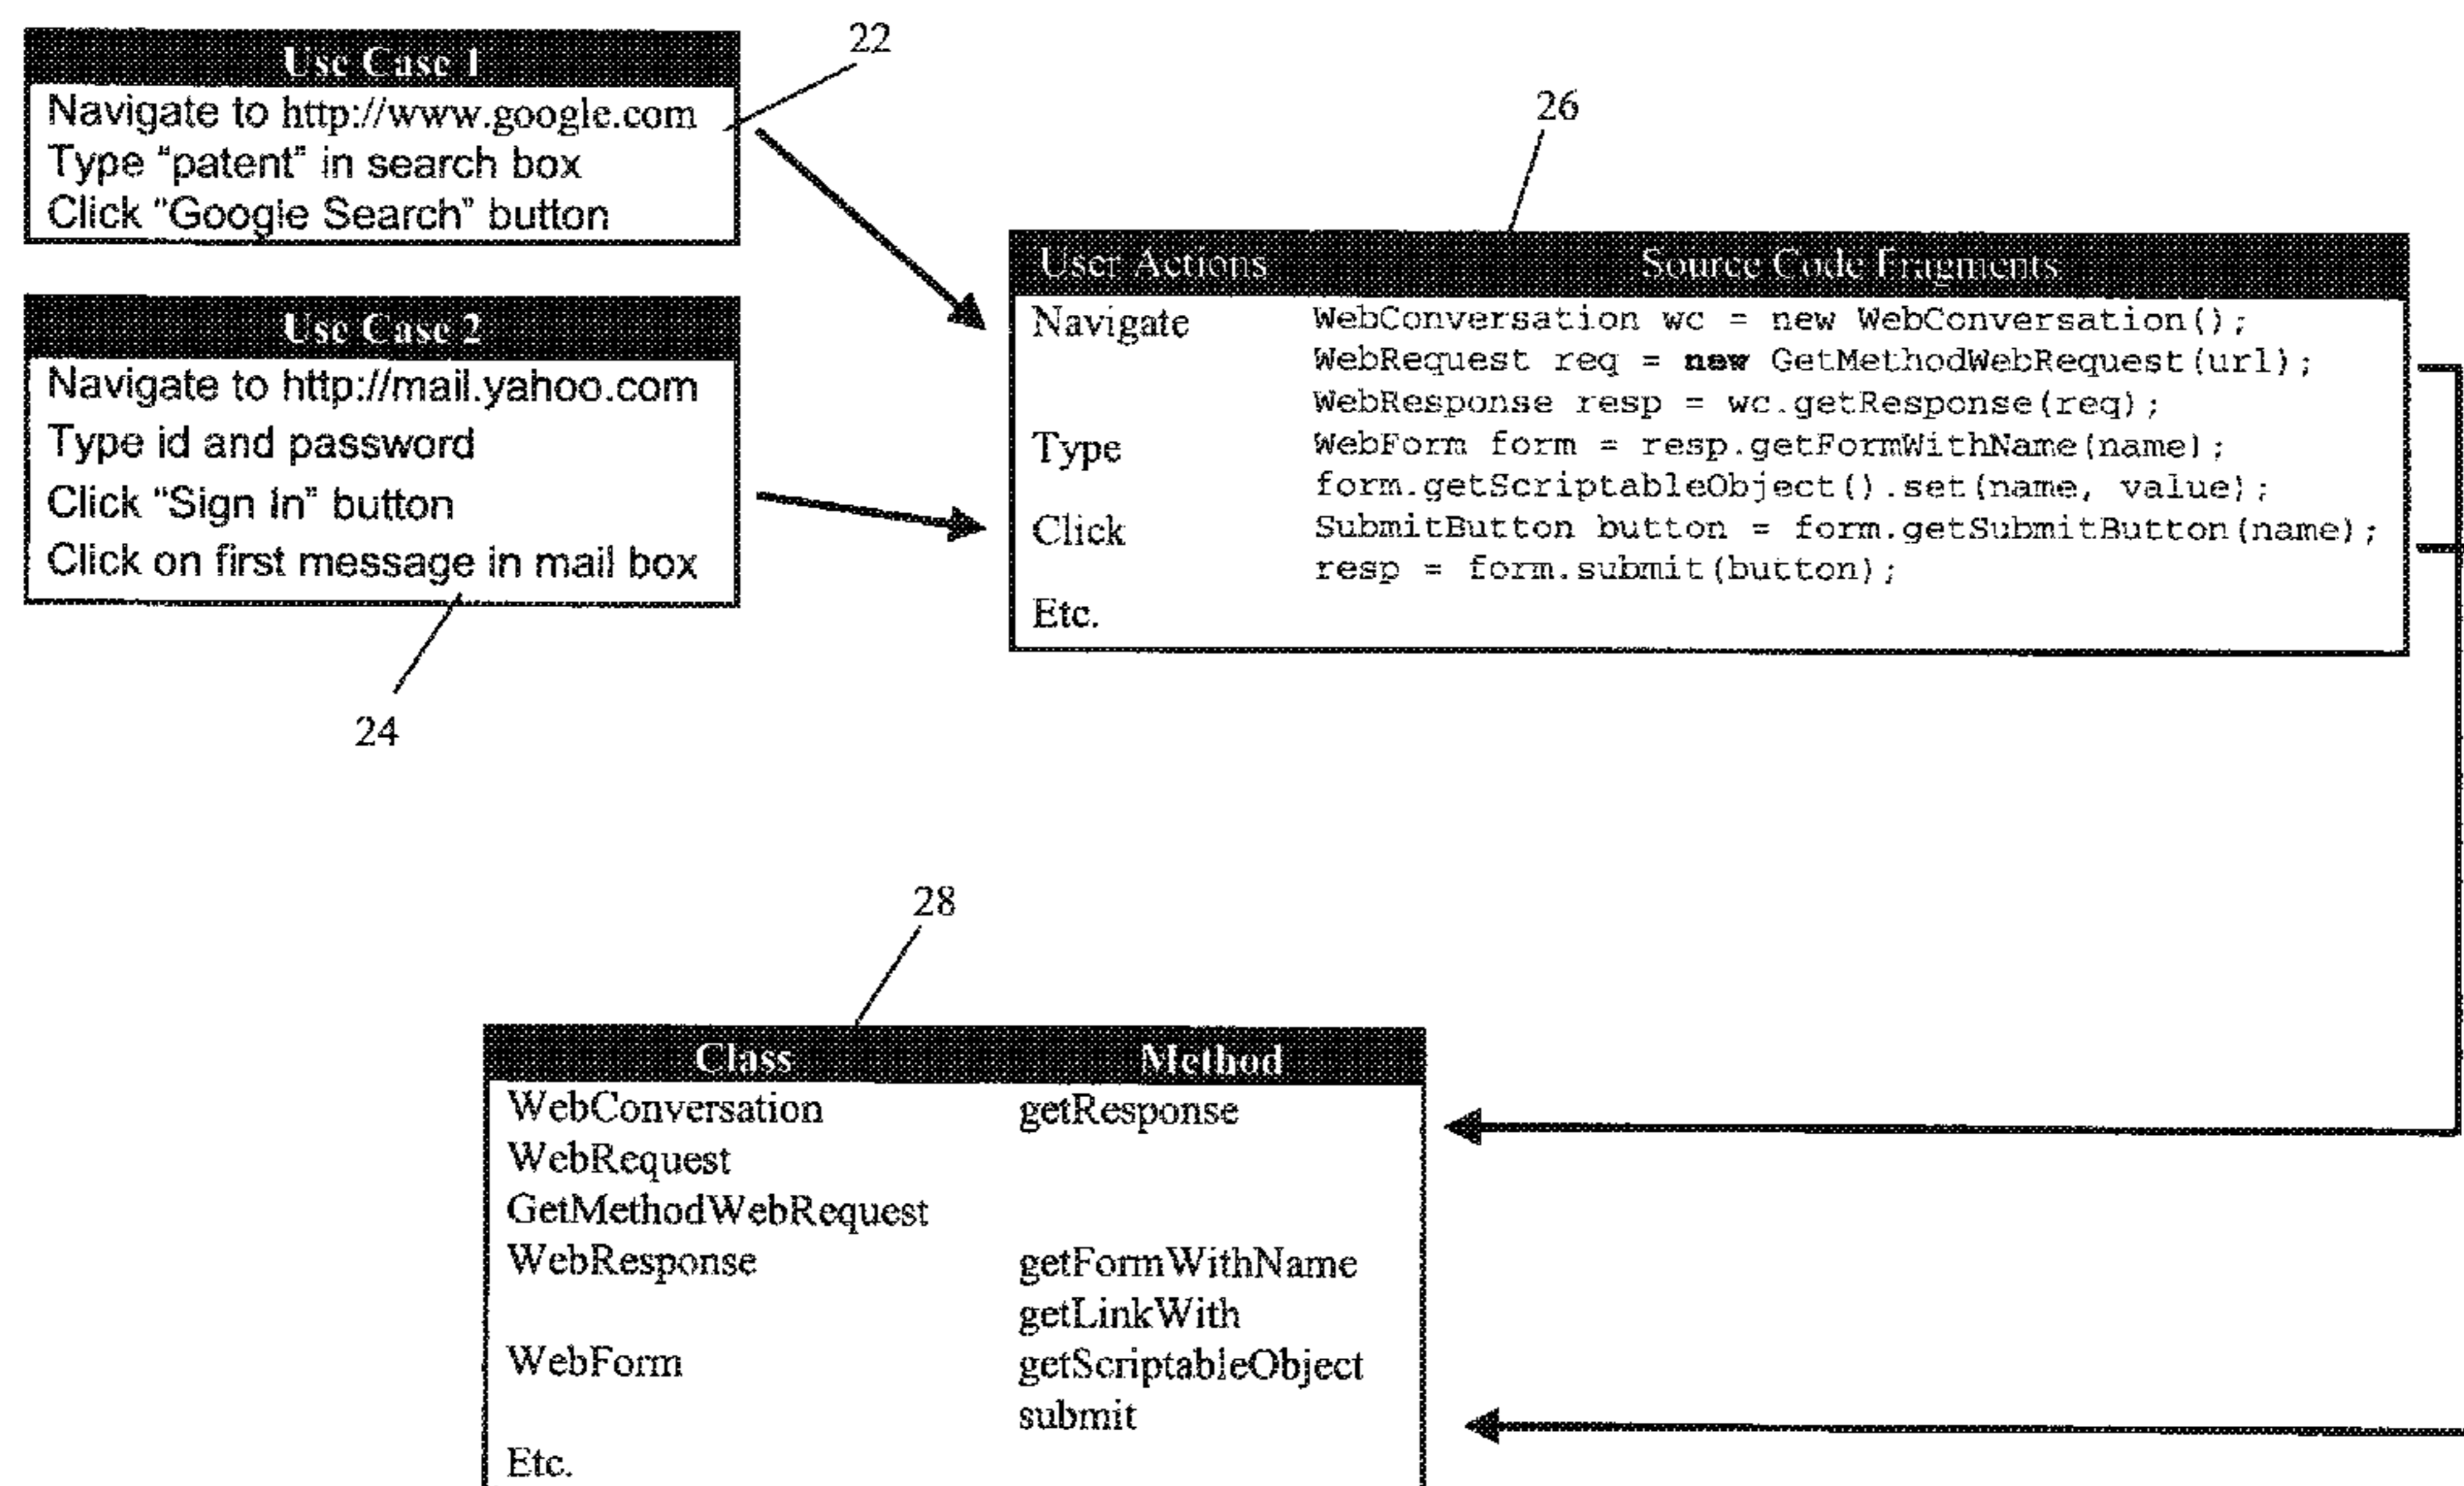 22
Use Case 1
Navigate to http://www.google.com
Type “patent” in search box
Click “Google Search” button
Use Case 2
Navigate to http://mail.yahoo.com
Type id and password
Click “Sign In” button
Click on first message in mail box
24
26
User Actions Source Code Fragments
Navigate WebConversation wc = new WebConversation();
WebRequest req = new GetMethodWebRequest(url);
WebResponse resp = wc.getResponse(req);
Type WebForm form = resp.getFormWithName(name);
form.getScriptableObject().set(name, value);
Click SubmitButton button = form.getSubmitButton(name);
resp = form.submit(button);
Etc.
28
Class Method
WebConversation getResponse
WebRequest
GetMethodWebRequest
WebResponse getFormWithName
getLinkWith
WebForm getScriptableObject
submit
Etc.